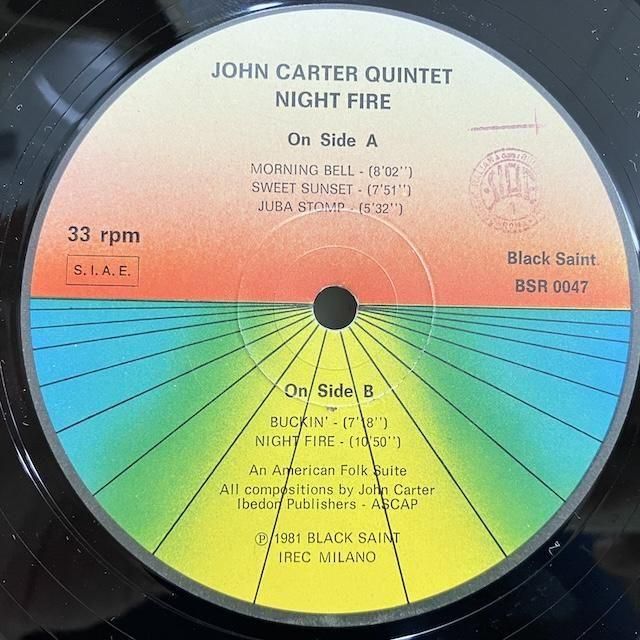 JOHN CARTER QUINTET
NIGHT FIRE
On Side A
MORNING BELL - (8'02'')
SWEET SUNSET - (7'51'')
JUBA STOMP - (5'32'')
33 rpm
S.I.A.E.
Black Saint
BSR 0047
On Side B
BUCKIN' - (7'18'')
NIGHT FIRE - (10'50'')
An American Folk Suite
All compositions by John Carter
Ibedon Publishers - ASCAP
Ⓟ 1981 BLACK SAINT
IREC MILANO